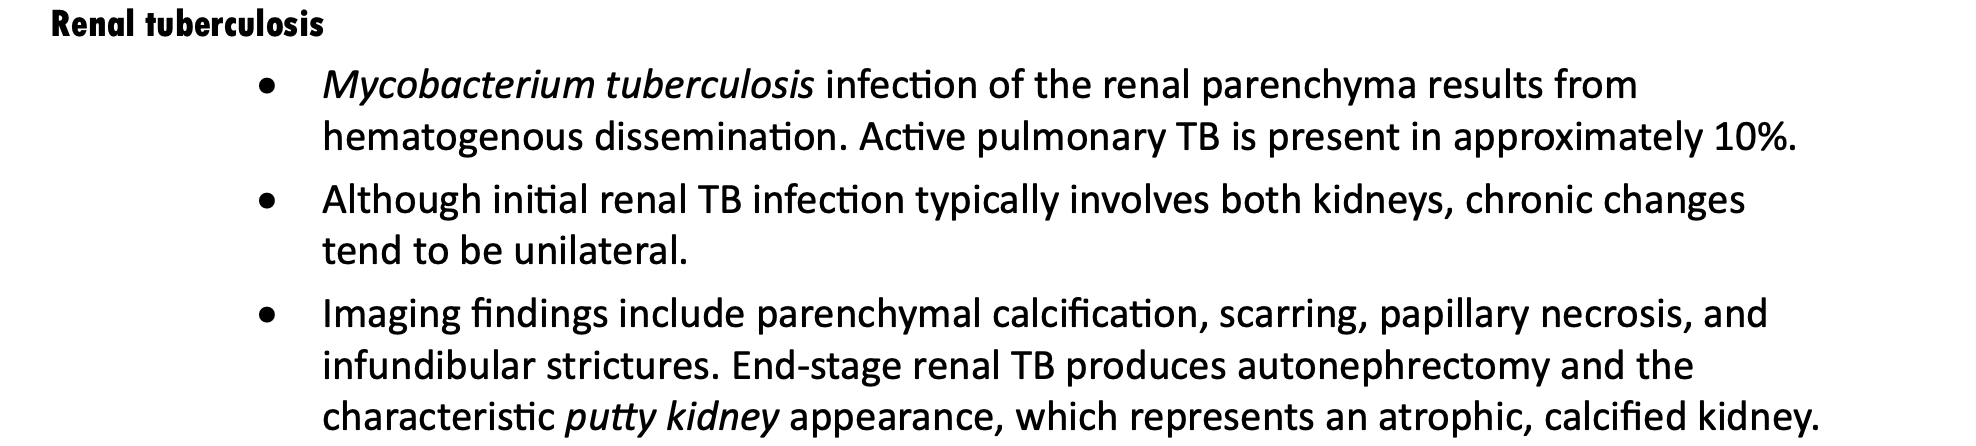 Renal tuberculosis
• Mycobacterium tuberculosis infection of the renal parenchyma results from
hematogenous dissemination. Active pulmonary TB is present in approximately 10%.
• Although initial renal TB infection typically involves both kidneys, chronic changes
tend to be unilateral.
• Imaging findings include parenchymal calcification, scarring, papillary necrosis, and
infundibular strictures. End-stage renal TB produces autonephrectomy and the
characteristic putty kidney appearance, which represents an atrophic, calcified kidney.